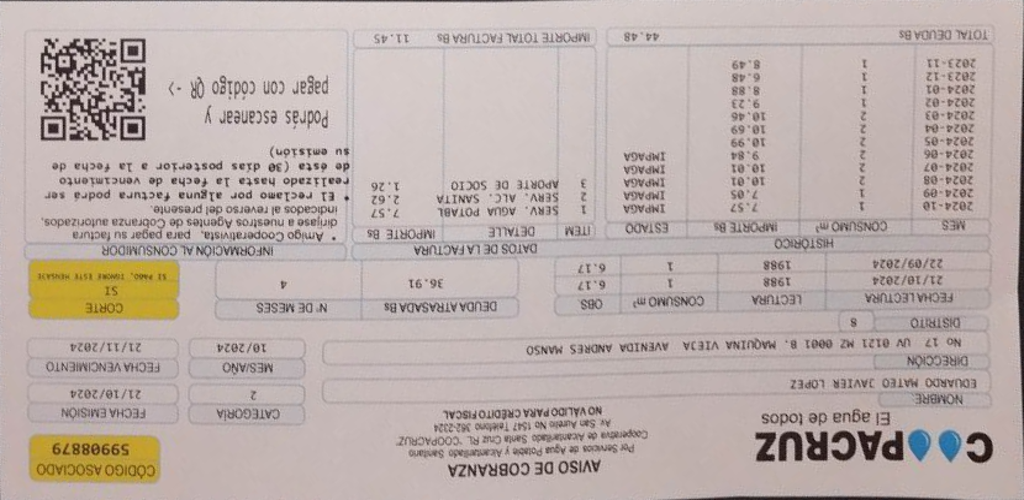 COOPACRUZ
El agua de todos
AVISO DE COBRANZA
Por Servicios de Agua Potable y Alcantarillado Sanitario
Cooperativa de Alcantarillado Santa Cruz RL. "COOPACRUZ"
Av. San Aurelio No 1547 Teléfono 362-2324
NO VÁLIDO PARA CRÉDITO FISCAL
CÓDIGO ASOCIADO
59908879
NOMBRE
EDUARDO MATEO JAVIER LOPEZ
CATEGORÍA
2
FECHA EMISIÓN
21/10/2024
DIRECCIÓN
No 17 UV 0121 MZ 0001 B. MAQUINA VIEJA AVENIDA ANDRES MANSO
MES/AÑO
10/2024
FECHA VENCIMIENTO
21/11/2024
DISTRITO 8
FECHA LECTURA LECTURA CONSUMO m³ OBS
21/10/2024 1988 1 6.17
22/09/2024 1988 1 6.17
DEUDA ATRASADA Bs N° DE MESES
36.91 4
CORTE
SI
SI PAGO, IGNORE ESTE MENSAJE
HISTÓRICO
MES CONSUMO m³ IMPORTE Bs ESTADO
2024-10 1 7.57 IMPAGA
2024-09 1 7.05 IMPAGA
2024-08 2 10.01 IMPAGA
2024-07 2 10.01 IMPAGA
2024-06 2 9.84 IMPAGA
2024-05 2 10.99
2024-04 2 10.69
2024-03 2 10.46
2024-02 1 9.23
2024-01 1 8.88
2023-12 1 6.48
2023-11 1 8.49
TOTAL DEUDA Bs 44.48
DATOS DE LA FACTURA
ITEM DETALLE IMPORTE Bs
1 SERV. AGUA POTABL 7.57
2 SERV. ALC. SANITA 2.62
3 APORTE DE SOCIO 1.26
IMPORTE TOTAL FACTURA Bs 11.45
INFORMACIÓN AL CONSUMIDOR
* Amigo Cooperativista, para pagar su factura
diríjase a nuestros Agentes de Cobranza autorizados,
indicados al reverso del presente.
* El reclamo por alguna factura podrá ser
realizado hasta la fecha de vencimiento
de ésta (30 días posterior a la fecha de
su emisión)
Podrás escanear y
pagar con código QR ->